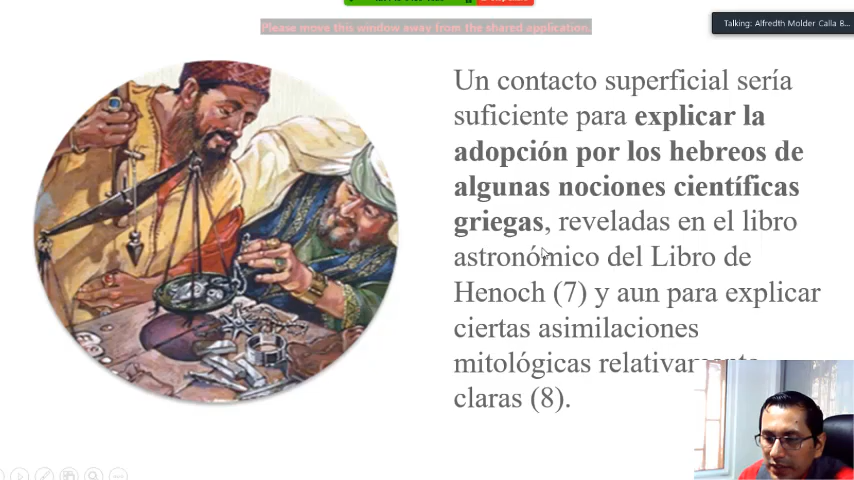 Please move this window away from the shared application.
Talking: Alfredth Molder Calla B...
Un contacto superficial sería
suficiente para explicar la
adopción por los hebreos de
algunas nociones científicas
griegas, reveladas en el libro
astronómico del Libro de
Henoch (7) y aun para explicar
ciertas asimilaciones
mitológicas
claras (8).